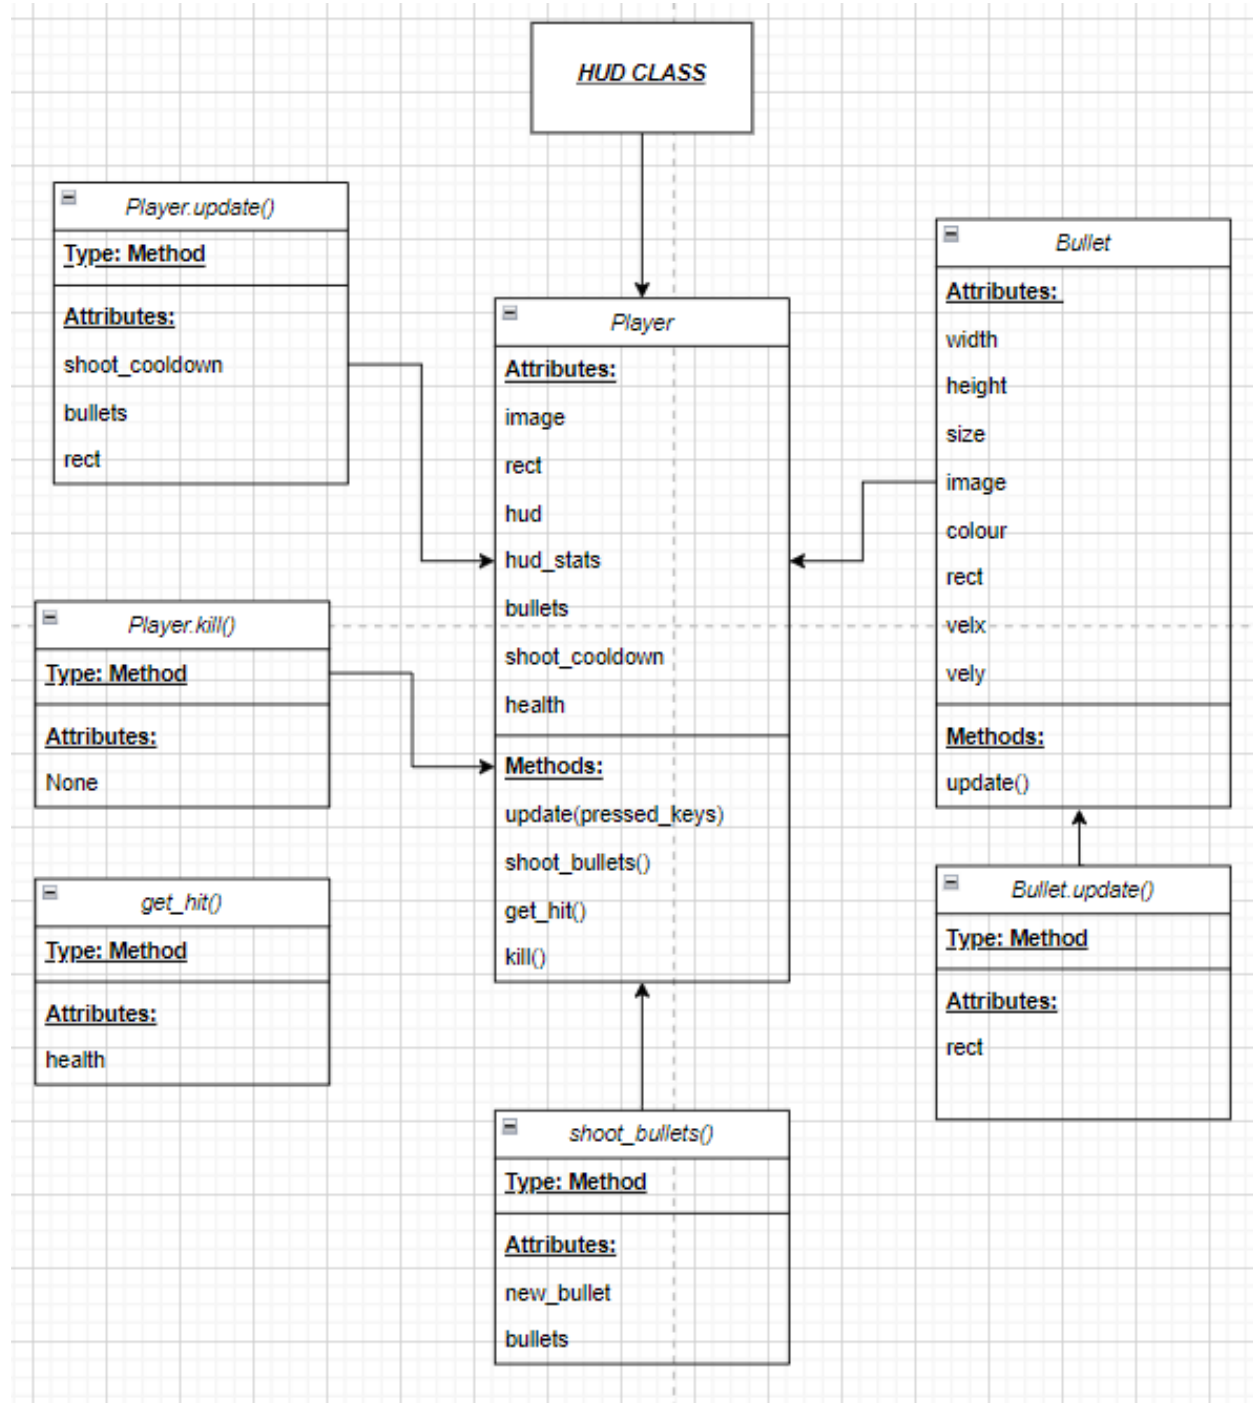 HUD CLASS
Player.update()
Type: Method
Attributes:
shoot_cooldown
bullets
rect
Player
Attributes:
image
rect
hud
hud_stats
bullets
shoot_cooldown
health
Methods:
update(pressed_keys)
shoot_bullets()
get_hit()
kill()
Bullet
Attributes:
width
height
size
image
colour
rect
velx
vely
Methods:
update()
Player.kill()
Type: Method
Attributes:
None
get_hit()
Type: Method
Attributes:
health
Bullet.update()
Type: Method
Attributes:
rect
shoot_bullets()
Type: Method
Attributes:
new_bullet
bullets